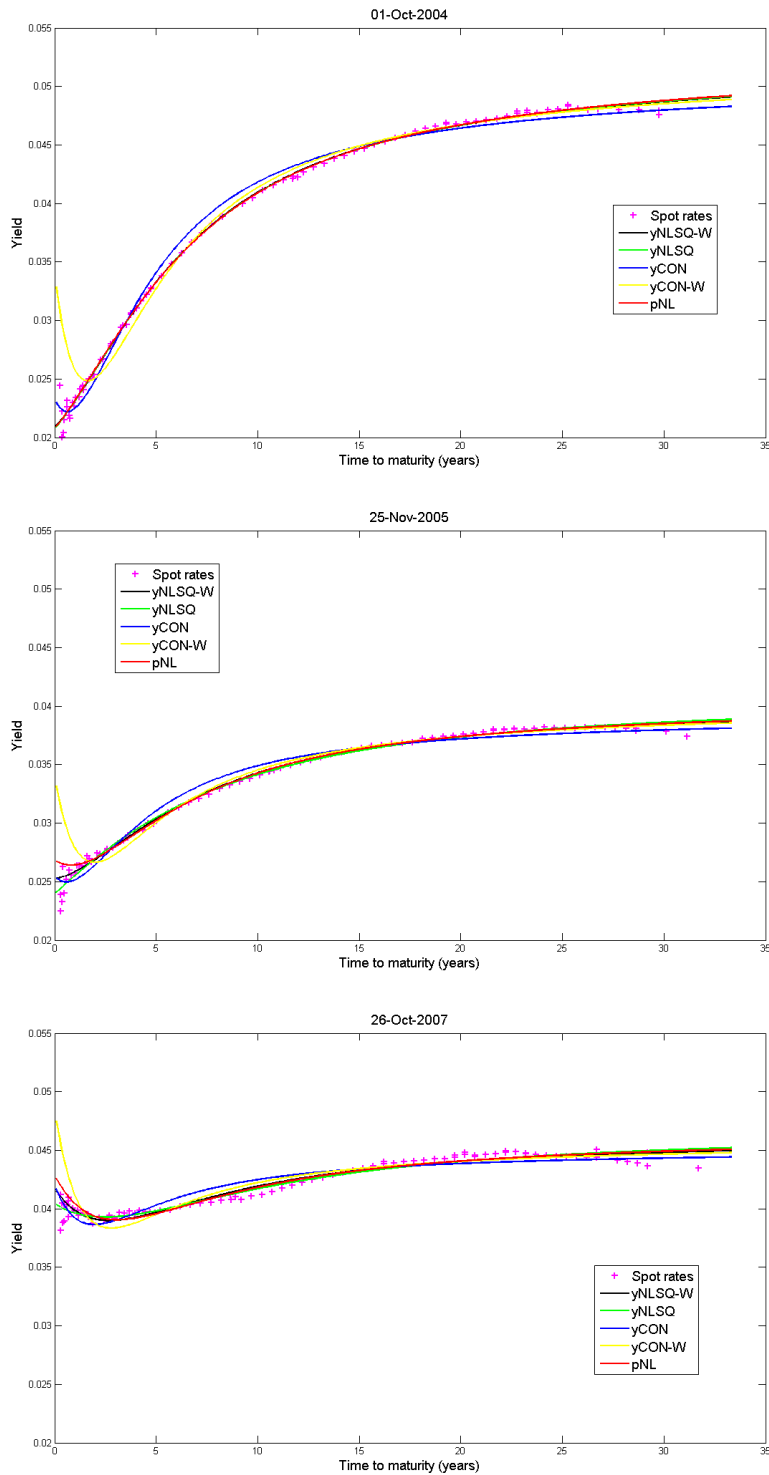 01-Oct-2004
0.055
0.05
0.045
0.04
0.035
0.03
0.025
0.02
Yield
Spot rates
yNLSQ-W
yNLSQ
yCON
yCON-W
pNL
0 5 10 15 20 25 30 35
Time to maturity (years)
25-Nov-2005
0.055
0.05
0.045
0.04
0.035
0.03
0.025
0.02
Yield
Spot rates
yNLSQ-W
yNLSQ
yCON
yCON-W
pNL
0 5 10 15 20 25 30 35
Time to maturity (years)
26-Oct-2007
0.055
0.05
0.045
0.04
0.035
0.03
0.025
0.02
Yield
Spot rates
yNLSQ-W
yNLSQ
yCON
yCON-W
pNL
0 5 10 15 20 25 30 35
Time to maturity (years)